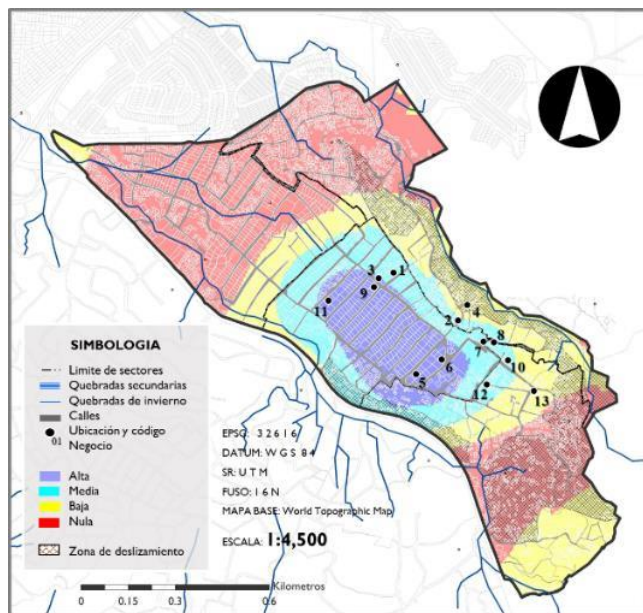 3
1
9
11
4
2
8
7
6
10
5
12
13
SIMBOLOGIA
Limite de sectores
Quebradas secundarias
Quebradas de invierno
Calles
Ubicación y código
01 Negocio
Alta
Media
Baja
Nula
Zona de deslizamiento
EPSG: 32616
DATUM: WGS 84
SR: UTM
FUSO: 16N
MAPA BASE: World Topographic Map
ESCALA: 1:4,500
Kilometros
0 0.15 0.3 0.6